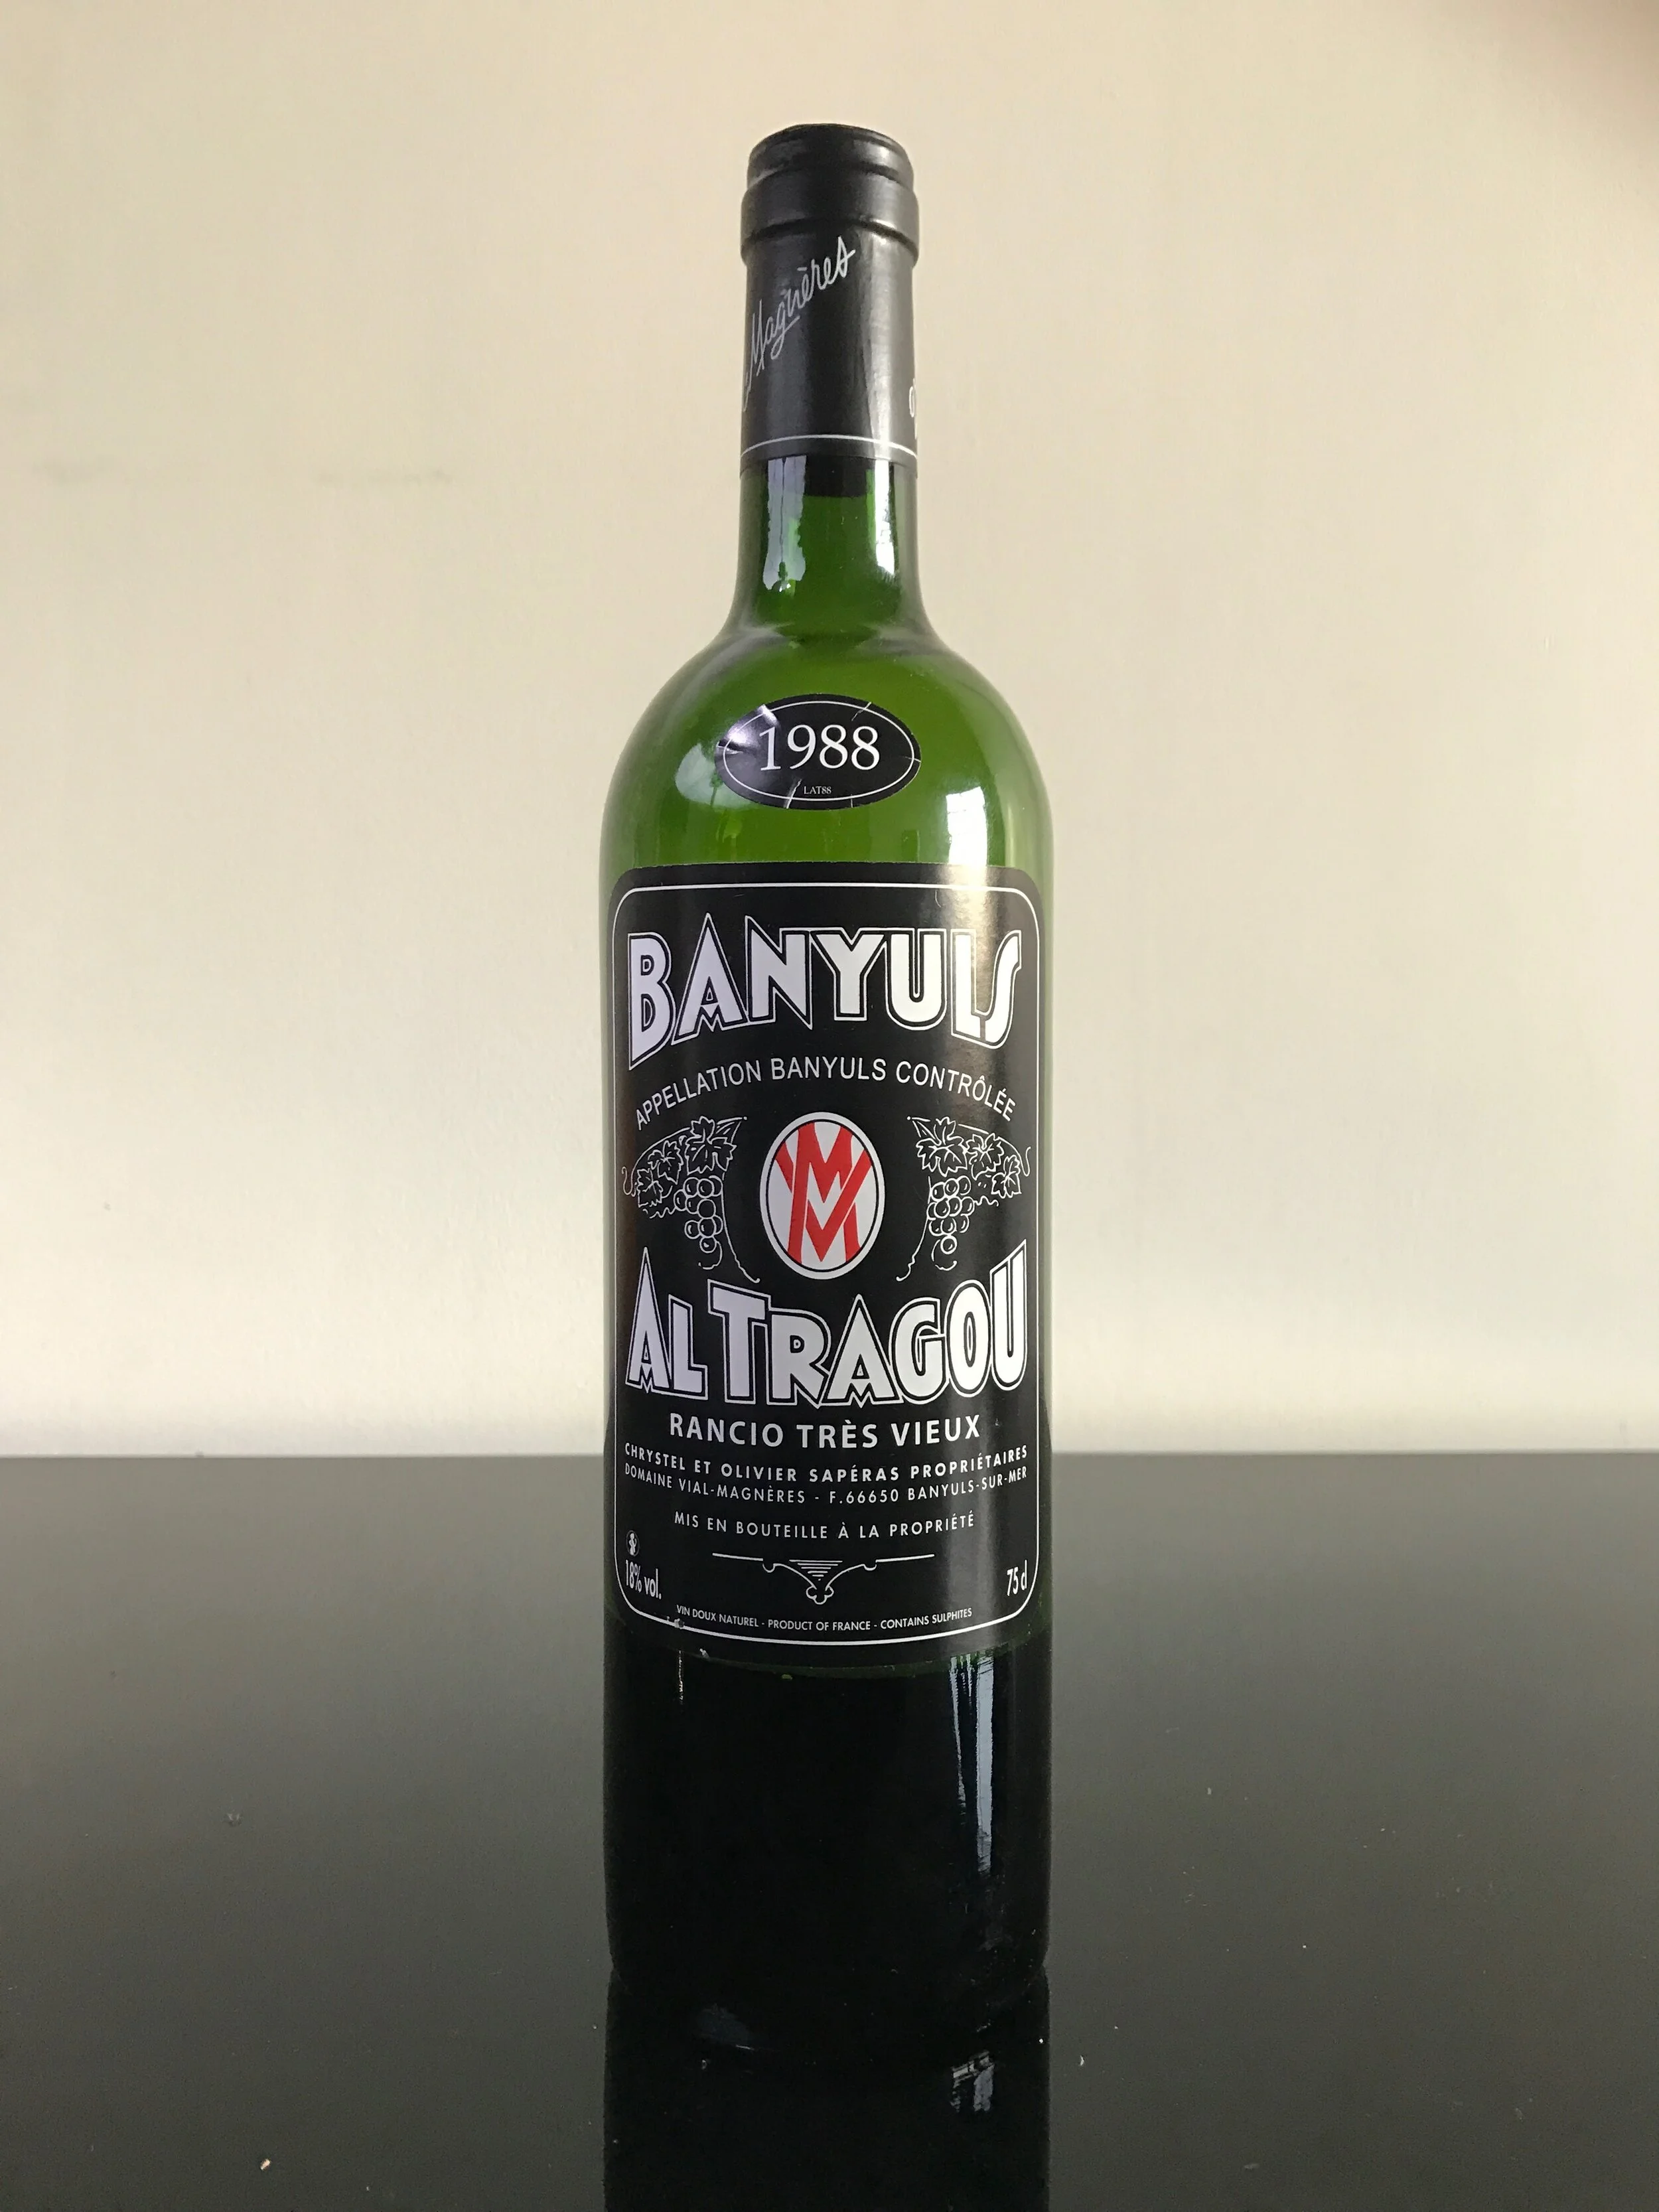 Magnères
1988
LAT88
BANYULS
APPELLATION BANYULS CONTRÔLÉE
VM
AL TRAGOU
RANCIO TRÈS VIEUX
CHRYSTEL ET OLIVIER SAPÉRAS PROPRIÉTAIRES
DOMAINE VIAL-MAGNÈRES - F.66650 BANYULS-SUR-MER
MIS EN BOUTEILLE À LA PROPRIÉTÉ
18% vol.
75 cl
VIN DOUX NATUREL - PRODUCT OF FRANCE - CONTAINS SULPHITES